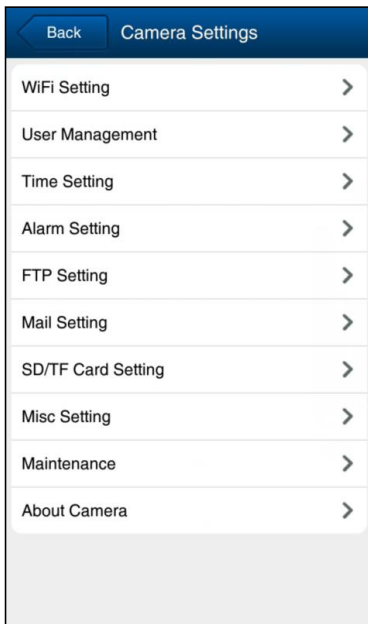 Back
Camera Settings
WiFi Setting
User Management
Time Setting
Alarm Setting
FTP Setting
Mail Setting
SD/TF Card Setting
Misc Setting
Maintenance
About Camera